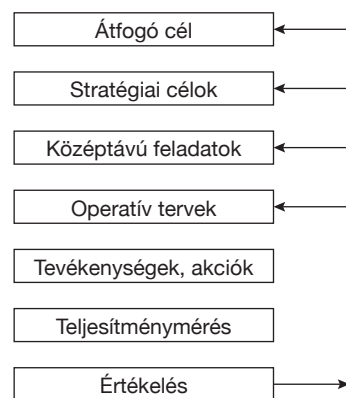 Átfogó cél
Stratégiai célok
Középtávú feladatok
Operatív tervek
Tevékenységek, akciók
Teljesítménymérés
Értékelés